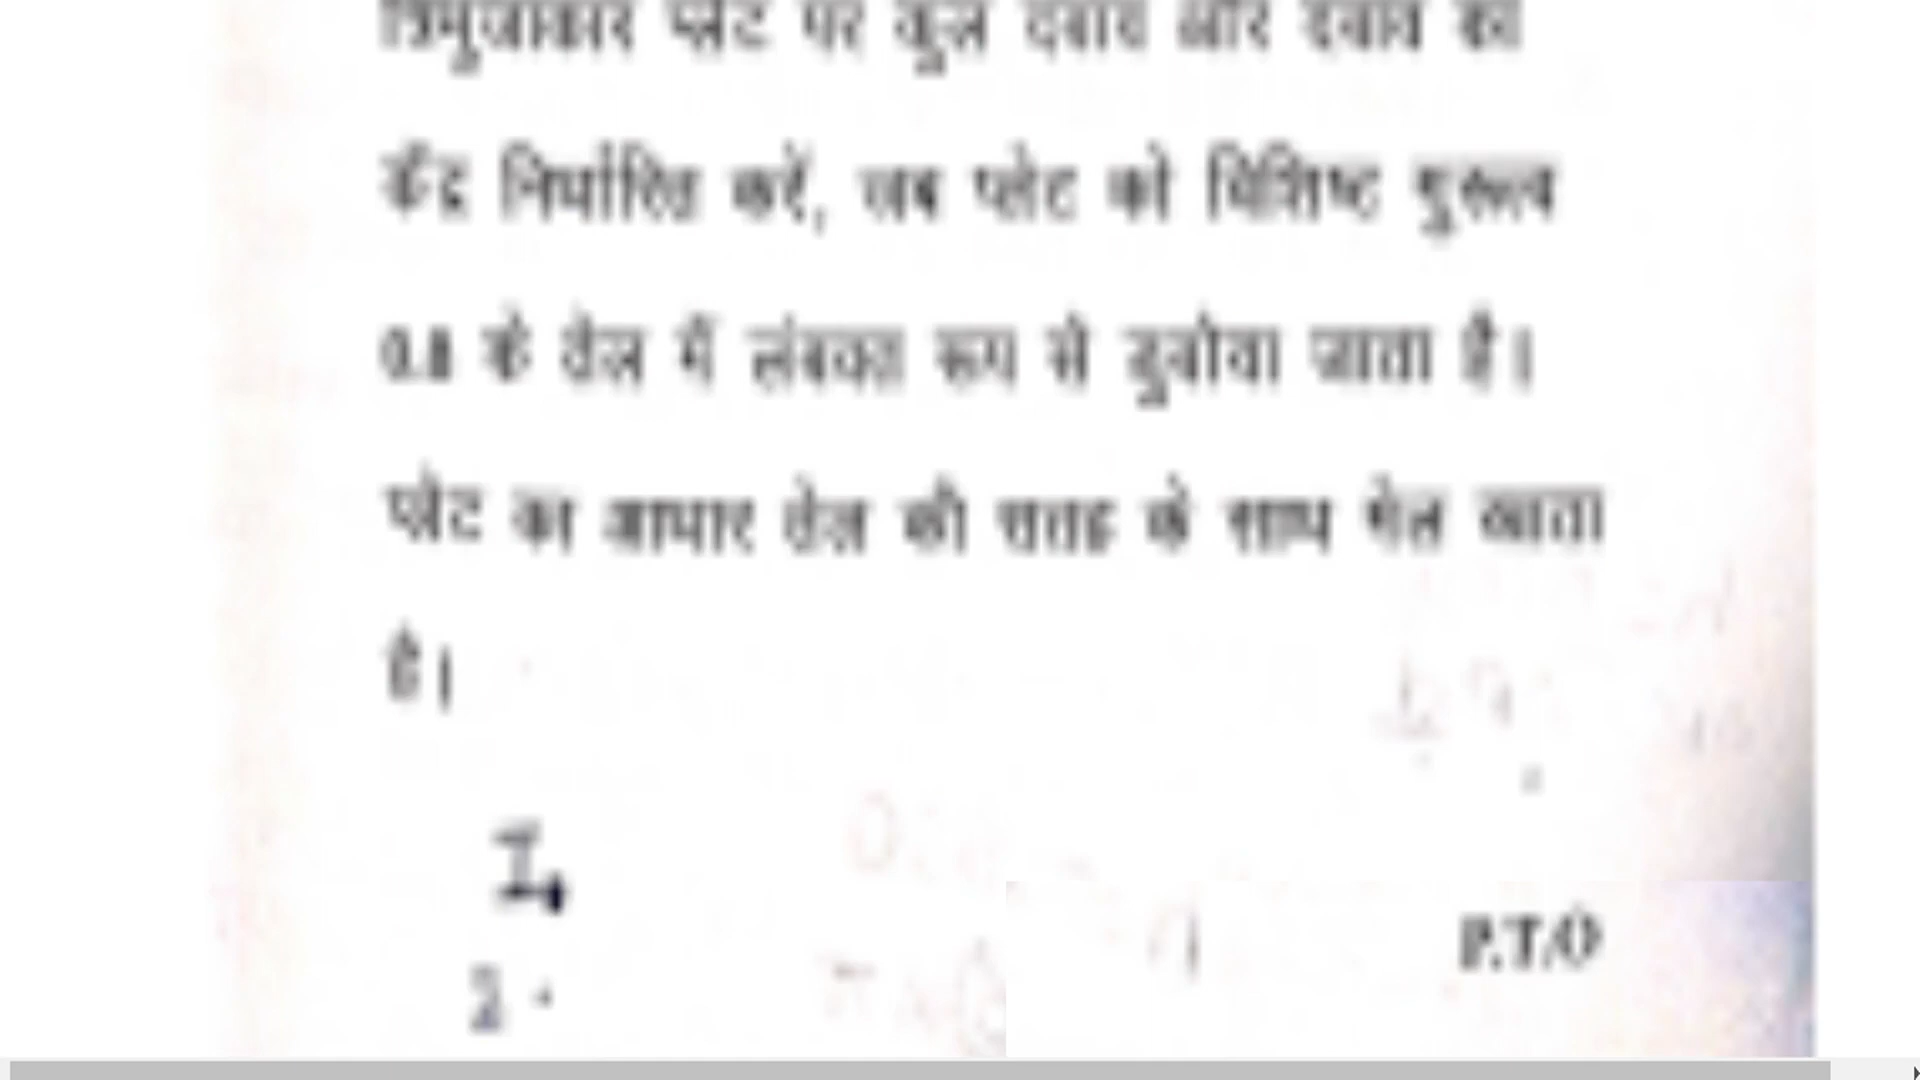 त्रिभुजाकार प्लेट पर कुल दबाव और दबाव का
केंद्र निर्धारित करें, जब प्लेट को विशिष्ट गुरुत्व
0.8 के तेल में लंबवत रूप से डुबोया जाता है।
प्लेट का आधार तेल की सतह के साथ मेल खाता
है।
P.T.O